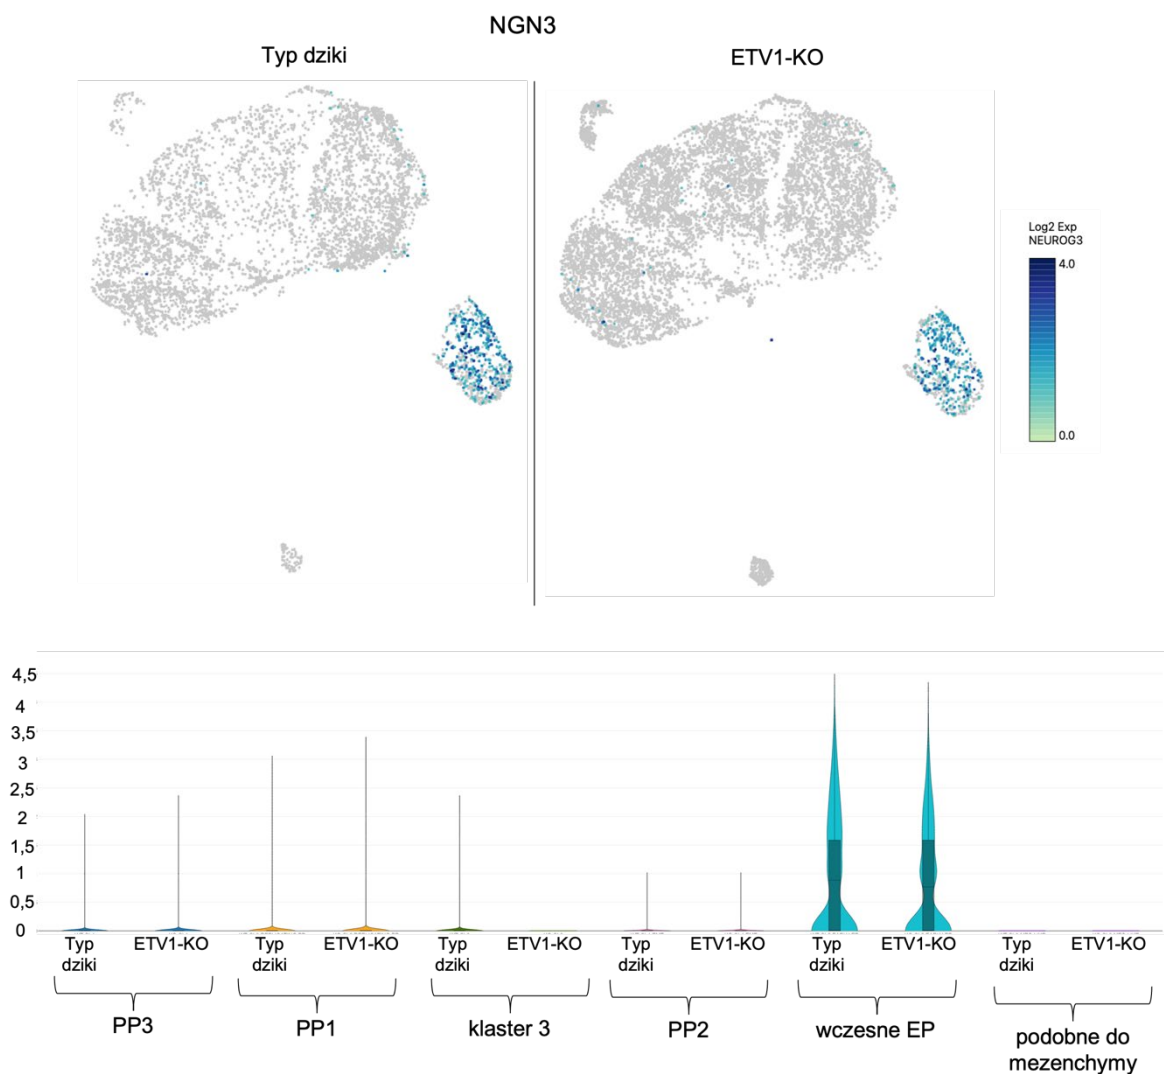 NGN3
Typ dziki
ETV1-KO
Log2 Exp
NEUROG3
4.0
0.0
4,5
4
3,5
3
2,5
2
1,5
1
0,5
0
Typ dziki
ETV1-KO
Typ dziki
ETV1-KO
Typ dziki
ETV1-KO
Typ dziki
ETV1-KO
Typ dziki
ETV1-KO
Typ dziki
ETV1-KO
PP3
PP1
klaster 3
PP2
wczesne EP
podobne do
mezenchymy